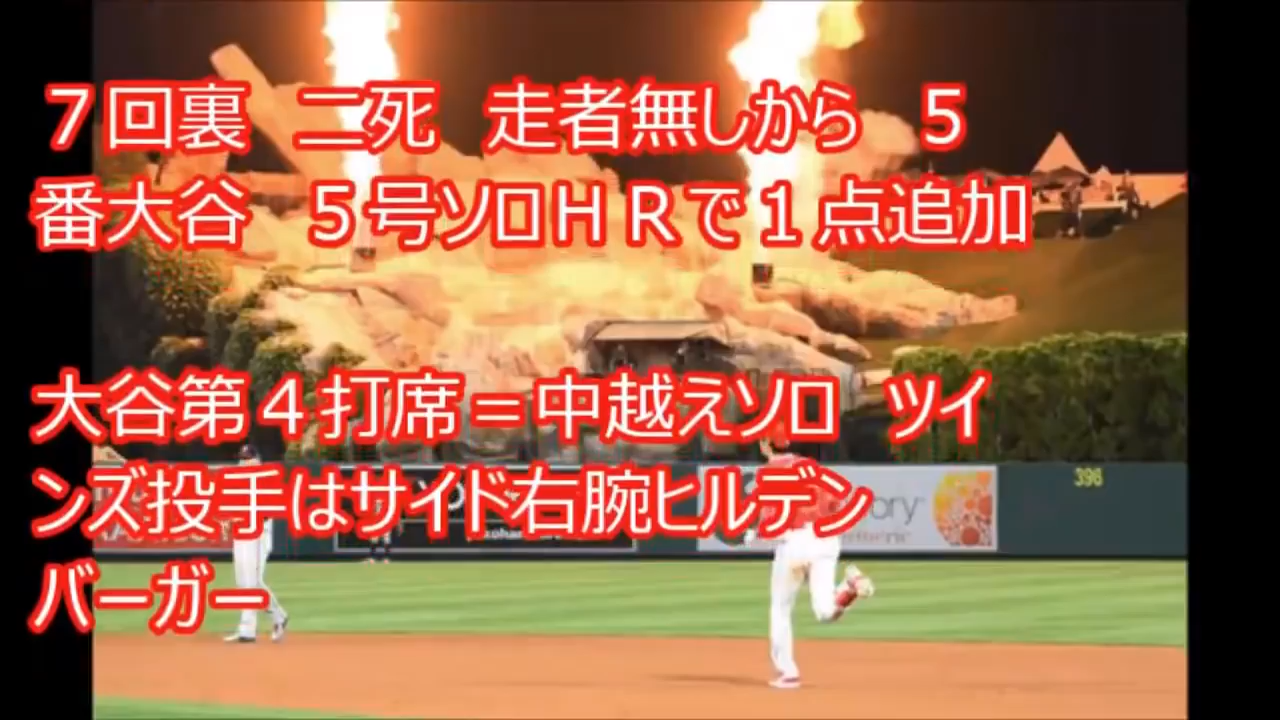 ７回裏　二死　走者無しから　５
番大谷　５号ソロＨＲで１点追加
大谷第４打席＝中越えソロ　ツイ
ンズ投手はサイド右腕ヒルデン
バーガー
396